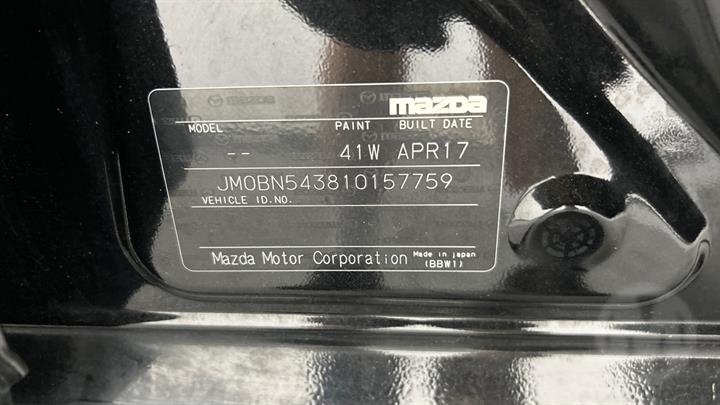 mazda
MODEL PAINT BUILT DATE
-- 41W APR17
JM0BN543810157759
VEHICLE ID.NO.
Mazda Motor Corporation Made in japan
(BBW1)